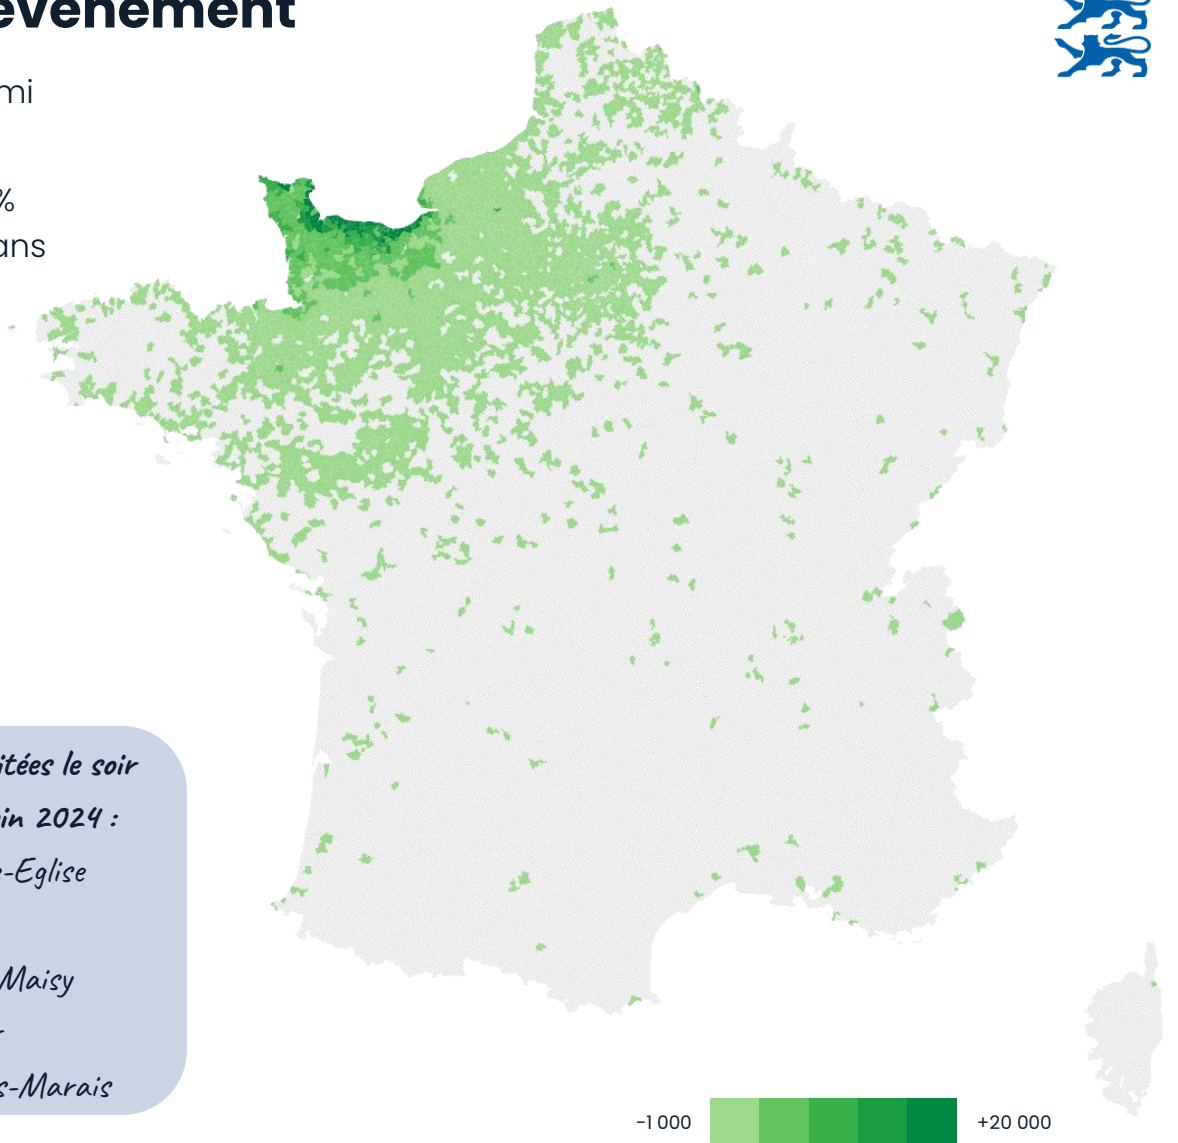 évènement
mi
%
ans
itées le soir
in 2024 :
-Eglise
Maisy
s-Marais
-1 000
+20 000